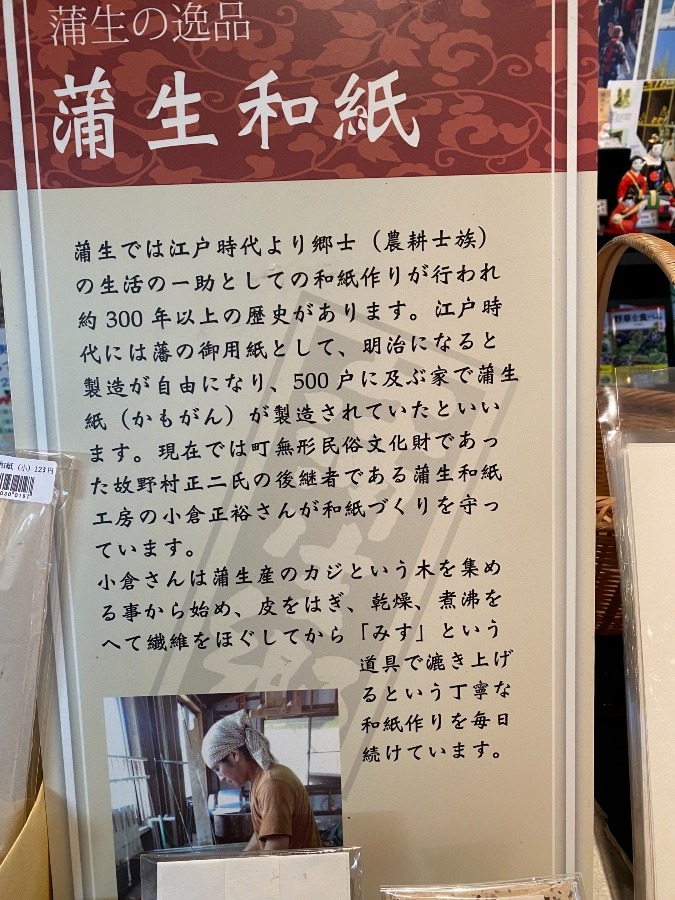 蒲生の逸品
蒲生和紙
蒲生では江戸時代より郷士（農耕士族）
の生活の一助としての和紙作りが行われ
約300年以上の歴史があります。江戸時
代には藩の御用紙として、明治になると
製造が自由になり、500戸に及ぶ家で蒲生
紙（かもがん）が製造されていたといい
ます。現在では町無形民俗文化財であっ
た故野村正二氏の後継者である蒲生和紙
工房の小倉正裕さんが和紙づくりを守っ
ています。
小倉さんは蒲生産のカジという木を集め
る事から始め、皮をはぎ、乾燥、煮沸を
へて繊維をほぐしてから「みす」という
道具で漉き上げ
るという丁寧な
和紙作りを毎日
続けています。
紙（小）123円
野草を食べ